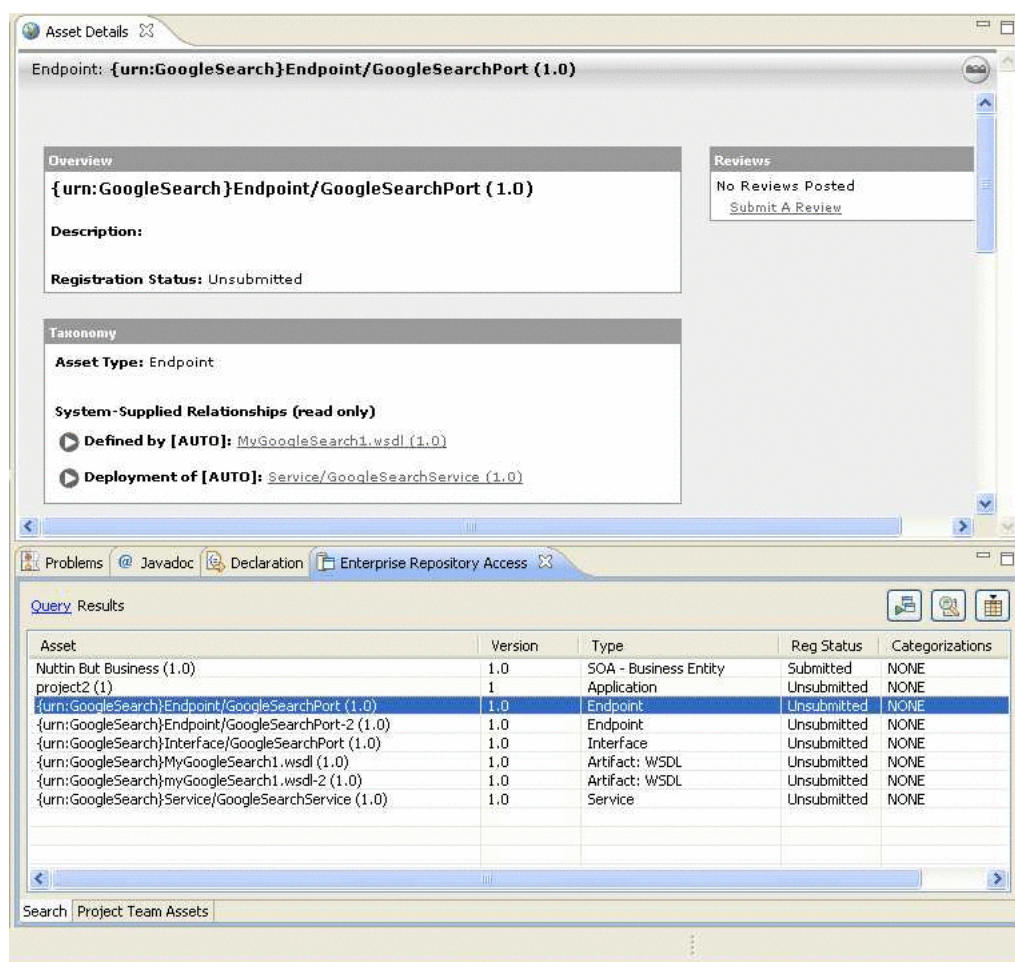 Asset Details
Endpoint: {urn:GoogleSearch}Endpoint/GoogleSearchPort (1.0)
Overview
{urn:GoogleSearch}Endpoint/GoogleSearchPort (1.0)
Description:
Registration Status: Unsubmitted
Reviews
No Reviews Posted
Submit A Review
Taxonomy
Asset Type: Endpoint
System-Supplied Relationships (read only)
Defined by [AUTO]: MyGoogleSearch1.wsdl (1.0)
Deployment of [AUTO]: Service/GoogleSearchService (1.0)
Problems @ Javadoc Declaration Enterprise Repository Access
Query Results
Asset Version Type Reg Status Categorizations
Nuttin But Business (1.0) 1.0 SOA - Business Entity Submitted NONE
project2 (1) 1 Application Unsubmitted NONE
{urn:GoogleSearch}Endpoint/GoogleSearchPort (1.0) 1.0 Endpoint Unsubmitted NONE
{urn:GoogleSearch}Endpoint/GoogleSearchPort-2 (1.0) 1.0 Endpoint Unsubmitted NONE
{urn:GoogleSearch}Interface/GoogleSearchPort (1.0) 1.0 Interface Unsubmitted NONE
{urn:GoogleSearch}MyGoogleSearch1.wsdl (1.0) 1.0 Artifact: WSDL Unsubmitted NONE
{urn:GoogleSearch}myGoogleSearch1.wsdl-2 (1.0) 1.0 Artifact: WSDL Unsubmitted NONE
{urn:GoogleSearch}Service/GoogleSearchService (1.0) 1.0 Service Unsubmitted NONE
Search Project Team Assets